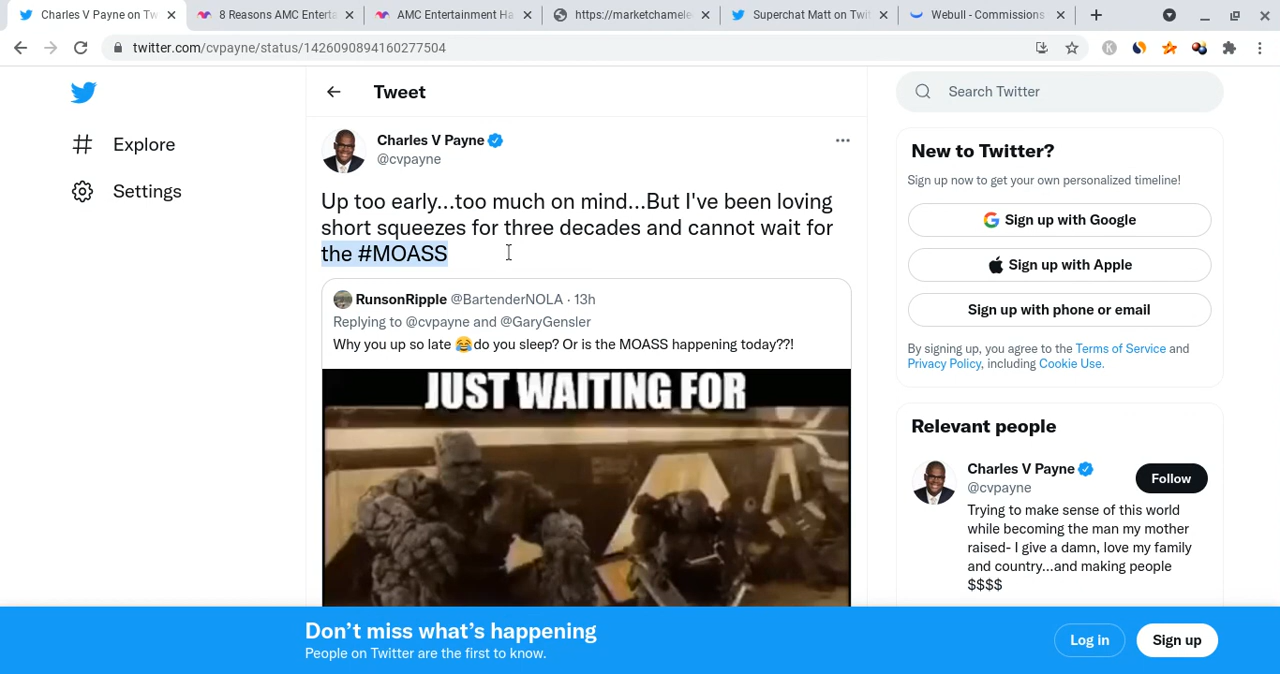 Charles V Payne on Tw
8 Reasons AMC Enterta
AMC Entertainment Ha
https://marketchamele
Superchat Matt on Twit
Webull - Commissions
twitter.com/cvpayne/status/1426090894160277504
Explore
Settings
Tweet
Charles V Payne
@cvpayne
Up too early...too much on mind...But I've been loving
short squeezes for three decades and cannot wait for
the #MOASS
RunsonRipple @BartenderNOLA · 13h
Replying to @cvpayne and @GaryGensler
Why you up so late 😂do you sleep? Or is the MOASS happening today??!
JUST WAITING FOR
Search Twitter
New to Twitter?
Sign up now to get your own personalized timeline!
Sign up with Google
Sign up with Apple
Sign up with phone or email
By signing up, you agree to the Terms of Service and
Privacy Policy, including Cookie Use.
Relevant people
Charles V Payne
@cvpayne
Follow
Trying to make sense of this world
while becoming the man my mother
raised- I give a damn, love my family
and country...and making people
$$$$
Don't miss what's happening
People on Twitter are the first to know.
Log in
Sign up